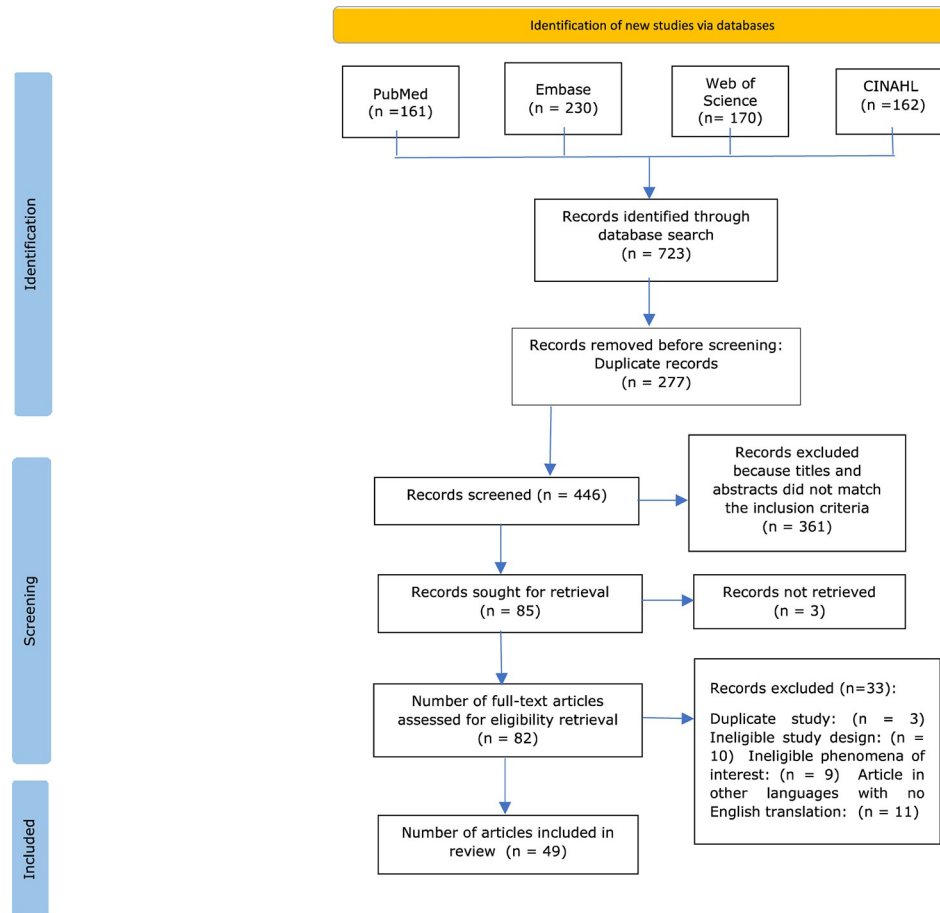 Identification of new studies via databases
Identification
PubMed
(n =161)
Embase
(n = 230)
Web of
Science
(n= 170)
CINAHL
(n =162)
Records identified through
database search
(n = 723)
Records removed before screening:
Duplicate records
(n = 277)
Screening
Records screened (n = 446)
Records excluded
because titles and
abstracts did not match
the inclusion criteria
(n = 361)
Records sought for retrieval
(n = 85)
Records not retrieved
(n = 3)
Number of full-text articles
assessed for eligibility retrieval
(n = 82)
Records excluded (n=33):
Duplicate study: (n = 3)
Ineligible study design: (n =
10) Ineligible phenomena of
interest: (n = 9) Article in
other languages with no
English translation: (n = 11)
Included
Number of articles included in
review (n = 49)